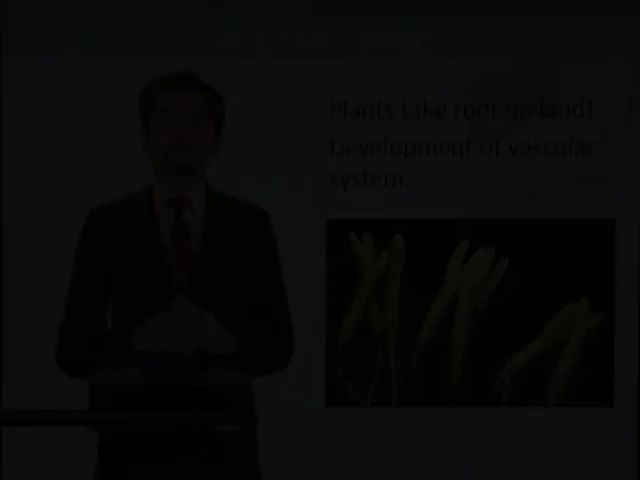 Plants take root on land!
Development of vascular
system